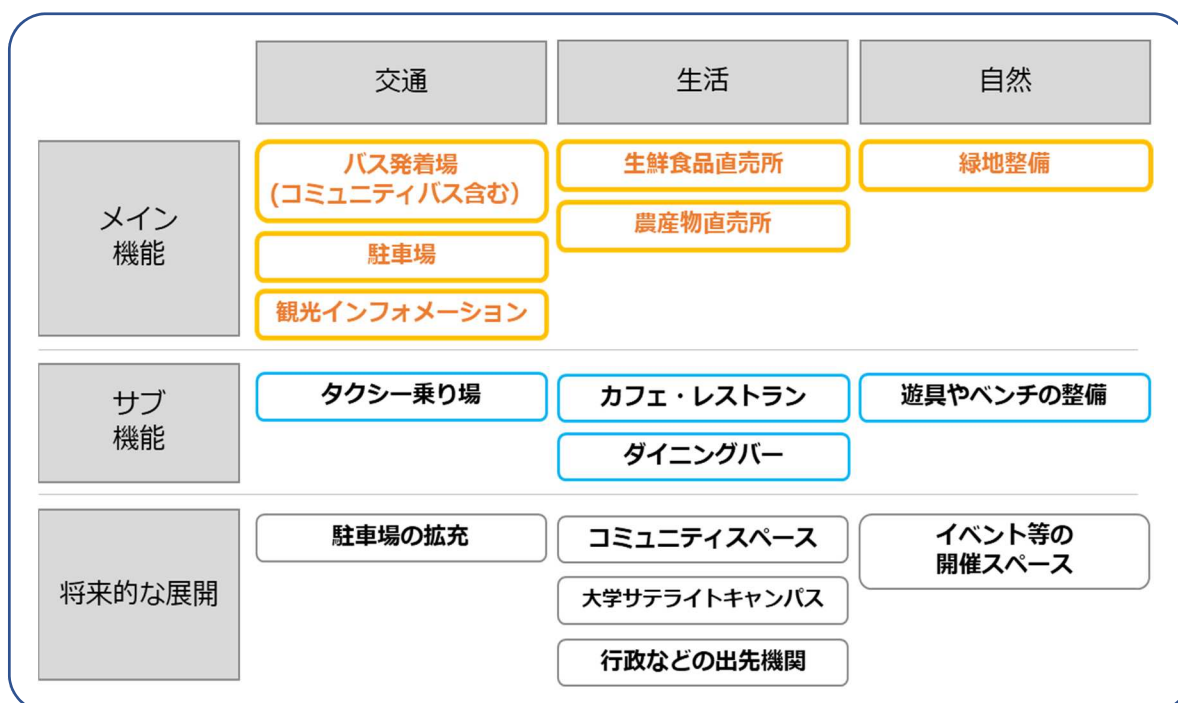 交通
生活
自然
メイン
機能
バス発着場
(コミュニティバス含む）
駐車場
観光インフォメーション
生鮮食品直売所
農産物直売所
緑地整備
サブ
機能
タクシー乗り場
カフェ・レストラン
ダイニングバー
遊具やベンチの整備
将来的な展開
駐車場の拡充
コミュニティスペース
大学サテライトキャンパス
行政などの出先機関
イベント等の
開催スペース